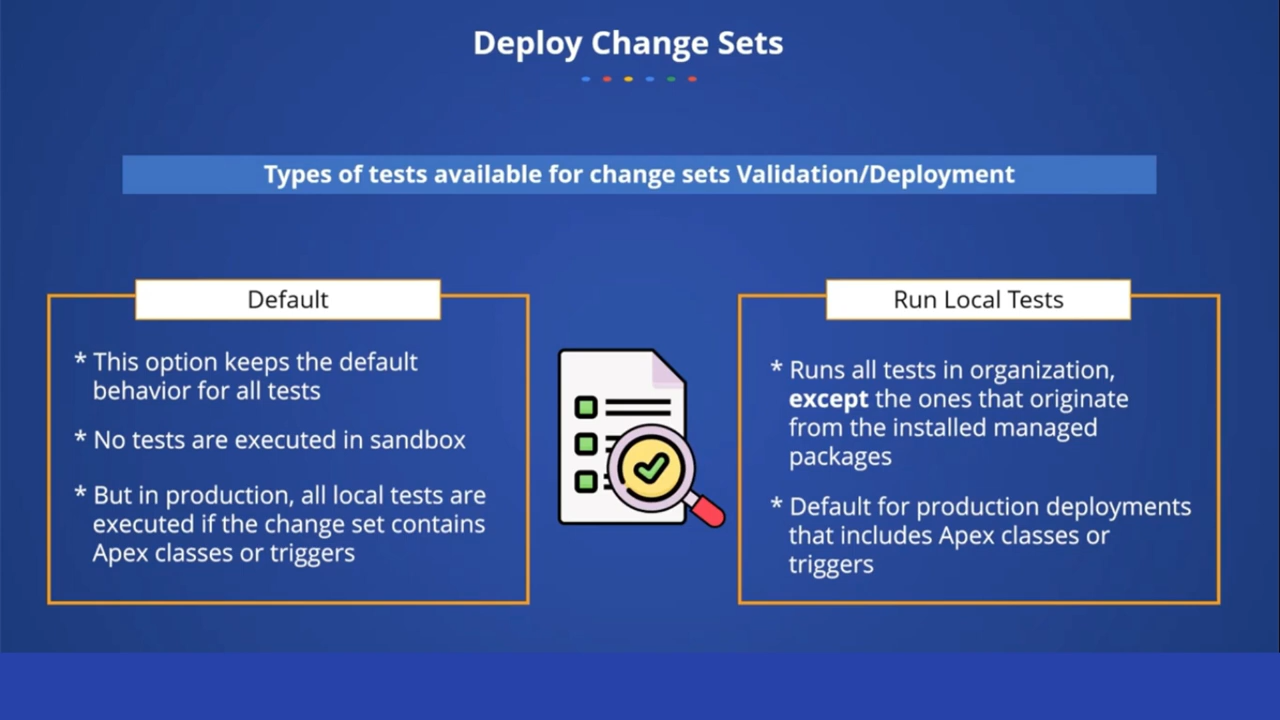 Deploy Change Sets
Types of tests available for change sets Validation/Deployment
Default
* This option keeps the default
behavior for all tests
* No tests are executed in sandbox
* But in production, all local tests are
executed if the change set contains
Apex classes or triggers
Run Local Tests
* Runs all tests in organization,
except the ones that originate
from the installed managed
packages
* Default for production deployments
that includes Apex classes or
triggers